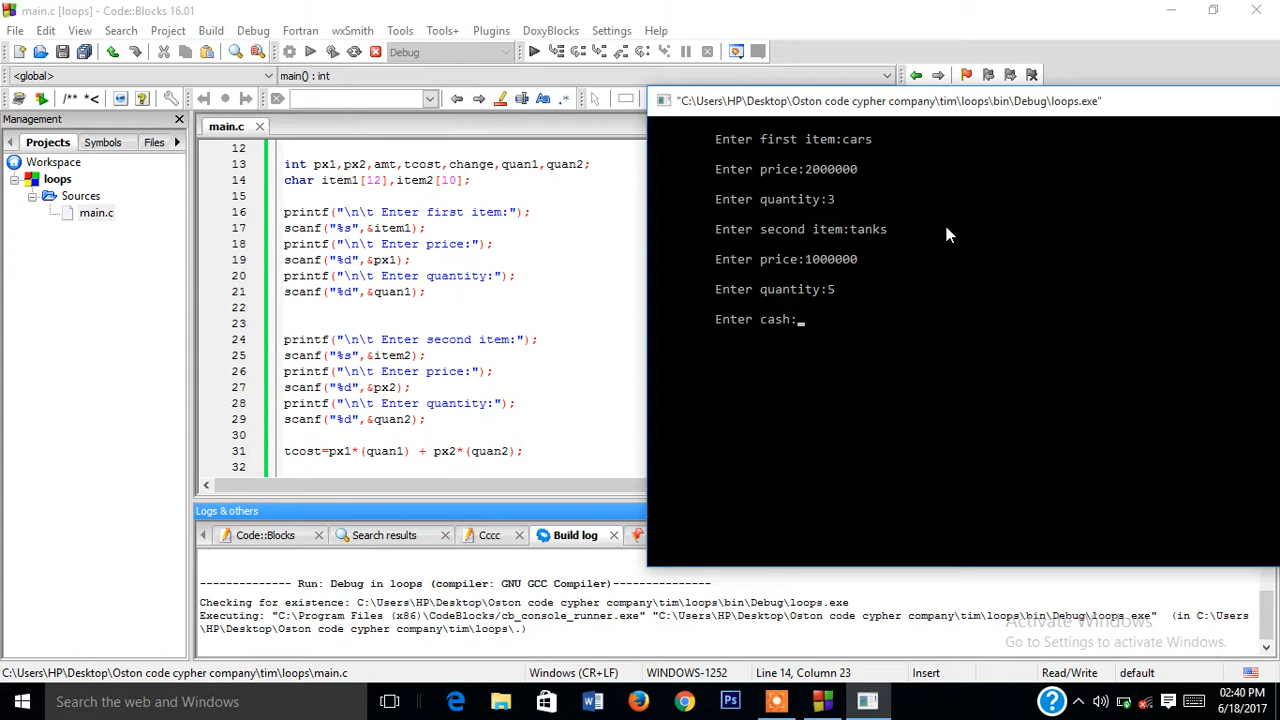 main.c [loops] - Code::Blocks 16.01
File Edit View Search Project Build Debug Fortran wxSmith Tools Tools+ Plugins DoxyBlocks Settings Help
Debug
<global> main() : int
/** *<
Aa .*
Management
Projects Symbols Files
Workspace
loops
Sources
main.c
main.c
12
13 int px1,px2,amt,tcost,change,quan1,quan2;
14 char item1[12],item2[10];
15
16 printf("\n\t Enter first item:");
17 scanf("%s",&item1);
18 printf("\n\t Enter price:");
19 scanf("%d",&px1);
20 printf("\n\t Enter quantity:");
21 scanf("%d",&quan1);
22
23
24 printf("\n\t Enter second item:");
25 scanf("%s",&item2);
26 printf("\n\t Enter price:");
27 scanf("%d",&px2);
28 printf("\n\t Enter quantity:");
29 scanf("%d",&quan2);
30
31 tcost=px1*(quan1) + px2*(quan2);
32
"C:\Users\HP\Desktop\Oston code cypher company\tim\loops\bin\Debug\loops.exe"
Enter first item:cars
Enter price:2000000
Enter quantity:3
Enter second item:tanks
Enter price:1000000
Enter quantity:5
Enter cash:_
Logs & others
Code::Blocks Search results Cccc Build log
-------------- Run: Debug in loops (compiler: GNU GCC Compiler)---------------
Checking for existence: C:\Users\HP\Desktop\Oston code cypher company\tim\loops\bin\Debug\loops.exe
Executing: "C:\Program Files (x86)\CodeBlocks/cb_console_runner.exe" "C:\Users\HP\Desktop\Oston code cypher company\tim\loops\bin\Debug\loops.exe" (in C:\Users
\HP\Desktop\Oston code cypher company\tim\loops\.)
Activate Windows
Go to Settings to activate Windows.
C:\Users\HP\Desktop\Oston code cypher company\tim\loops\main.c Windows (CR+LF) WINDOWS-1252 Line 14, Column 23 Insert Read/Write default
Search the web and Windows
02:40 PM
6/18/2017